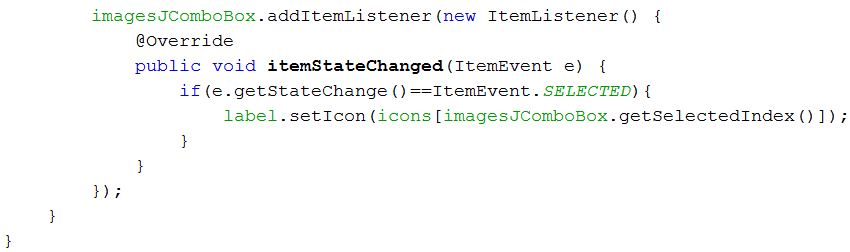 imagesJComboBox.addItemListener(new ItemListener() {
@Override
public void itemStateChanged(ItemEvent e) {
if(e.getStateChange()==ItemEvent.SELECTED){
label.setIcon(icons[imagesJComboBox.getSelectedIndex()]);
}
}
});
}
}